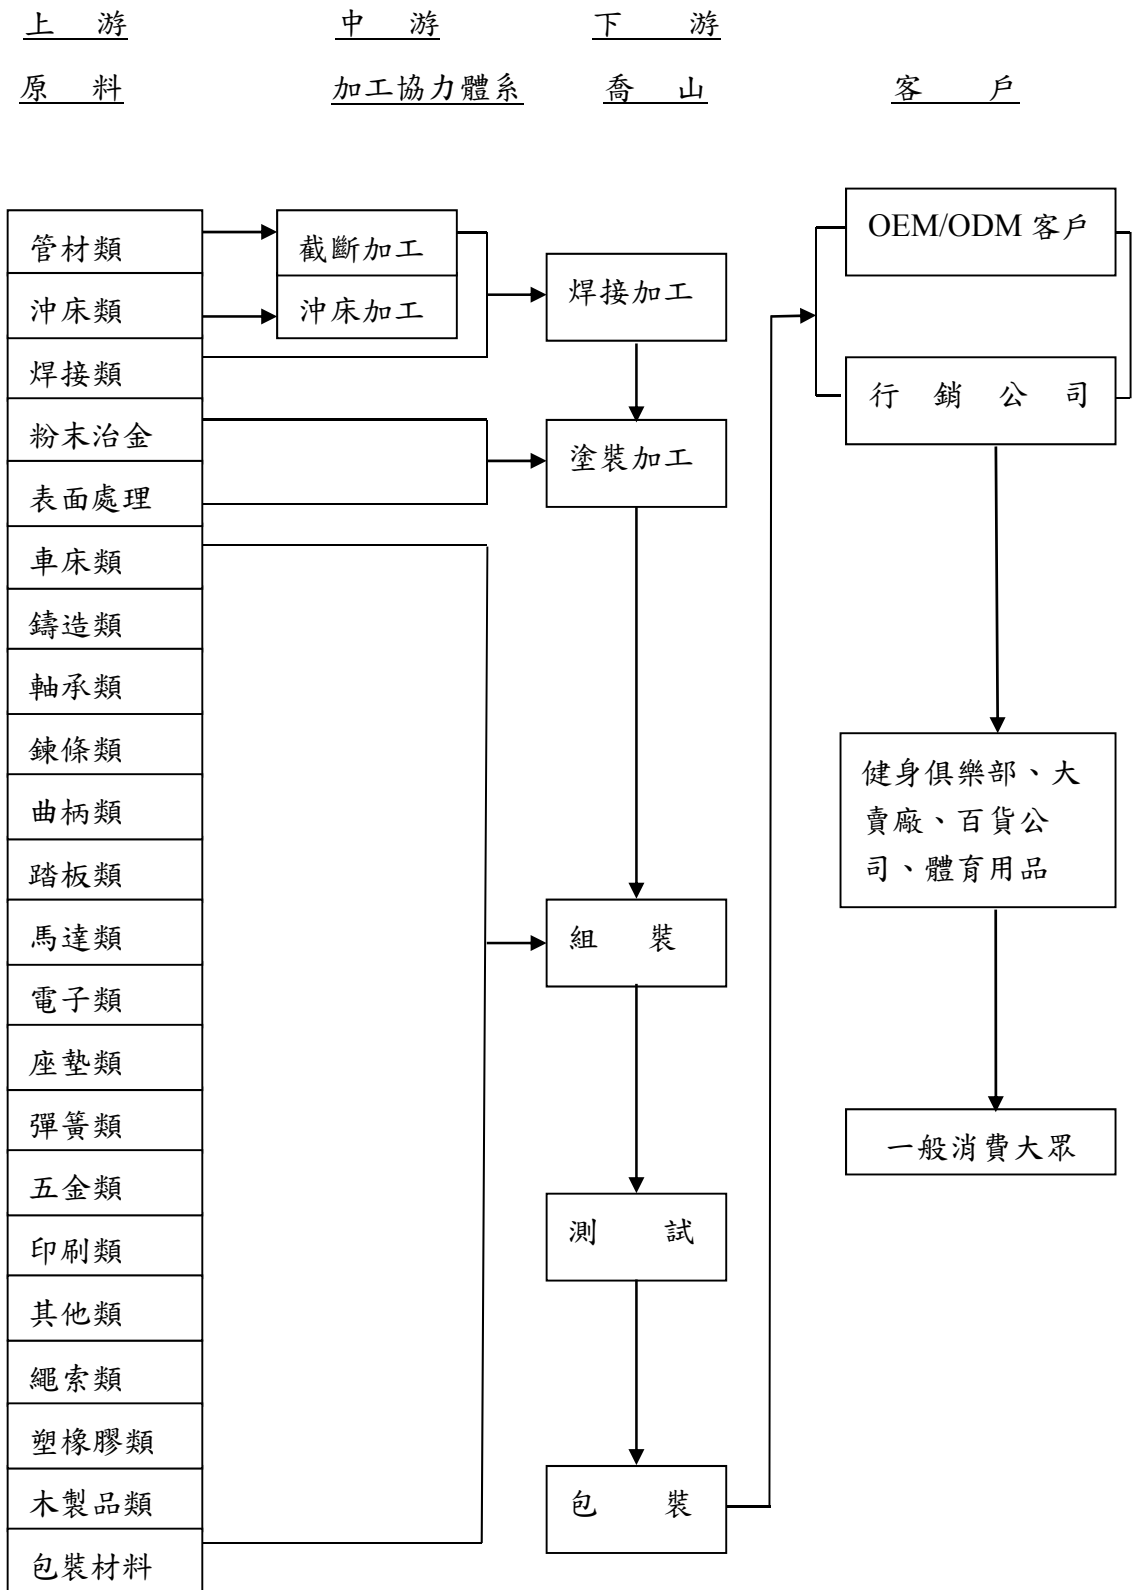 上 游
中 游
下 游
原 料
加工協力體系
喬 山
客 戶
管材類
沖床類
焊接類
粉末治金
表面處理
車床類
鑄造類
軸承類
鍊條類
曲柄類
踏板類
馬達類
電子類
座墊類
彈簧類
五金類
印刷類
其他類
繩索類
塑橡膠類
木製品類
包裝材料
截斷加工
沖床加工
焊接加工
塗裝加工
組 裝
測 試
包 裝
OEM/ODM 客戶
行 銷 公 司
健身俱樂部、大
賣廠、百貨公
司、體育用品
一般消費大眾